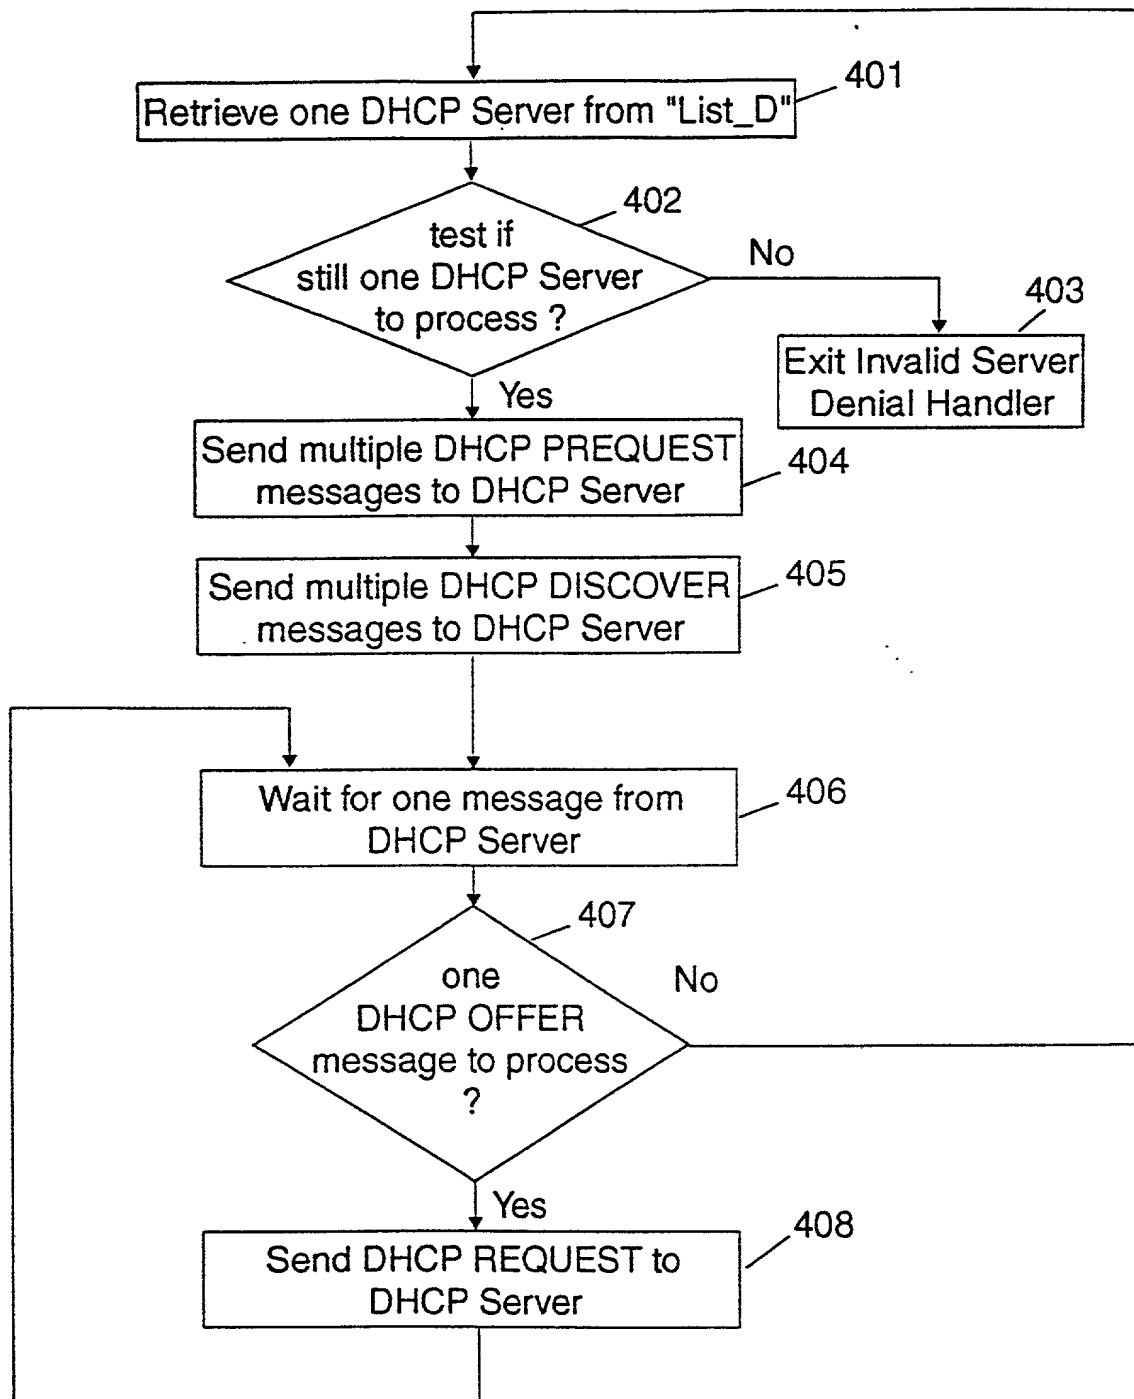 401
Retrieve one DHCP Server from "List_D"
402
test if
still one DHCP Server
to process ?
No
403
Exit Invalid Server
Denial Handler
Yes
Send multiple DHCP PREQUEST
messages to DHCP Server
404
Send multiple DHCP DISCOVER
messages to DHCP Server
405
Wait for one message from
DHCP Server
406
407
one
DHCP OFFER
message to process
?
No
Yes
408
Send DHCP REQUEST to
DHCP Server